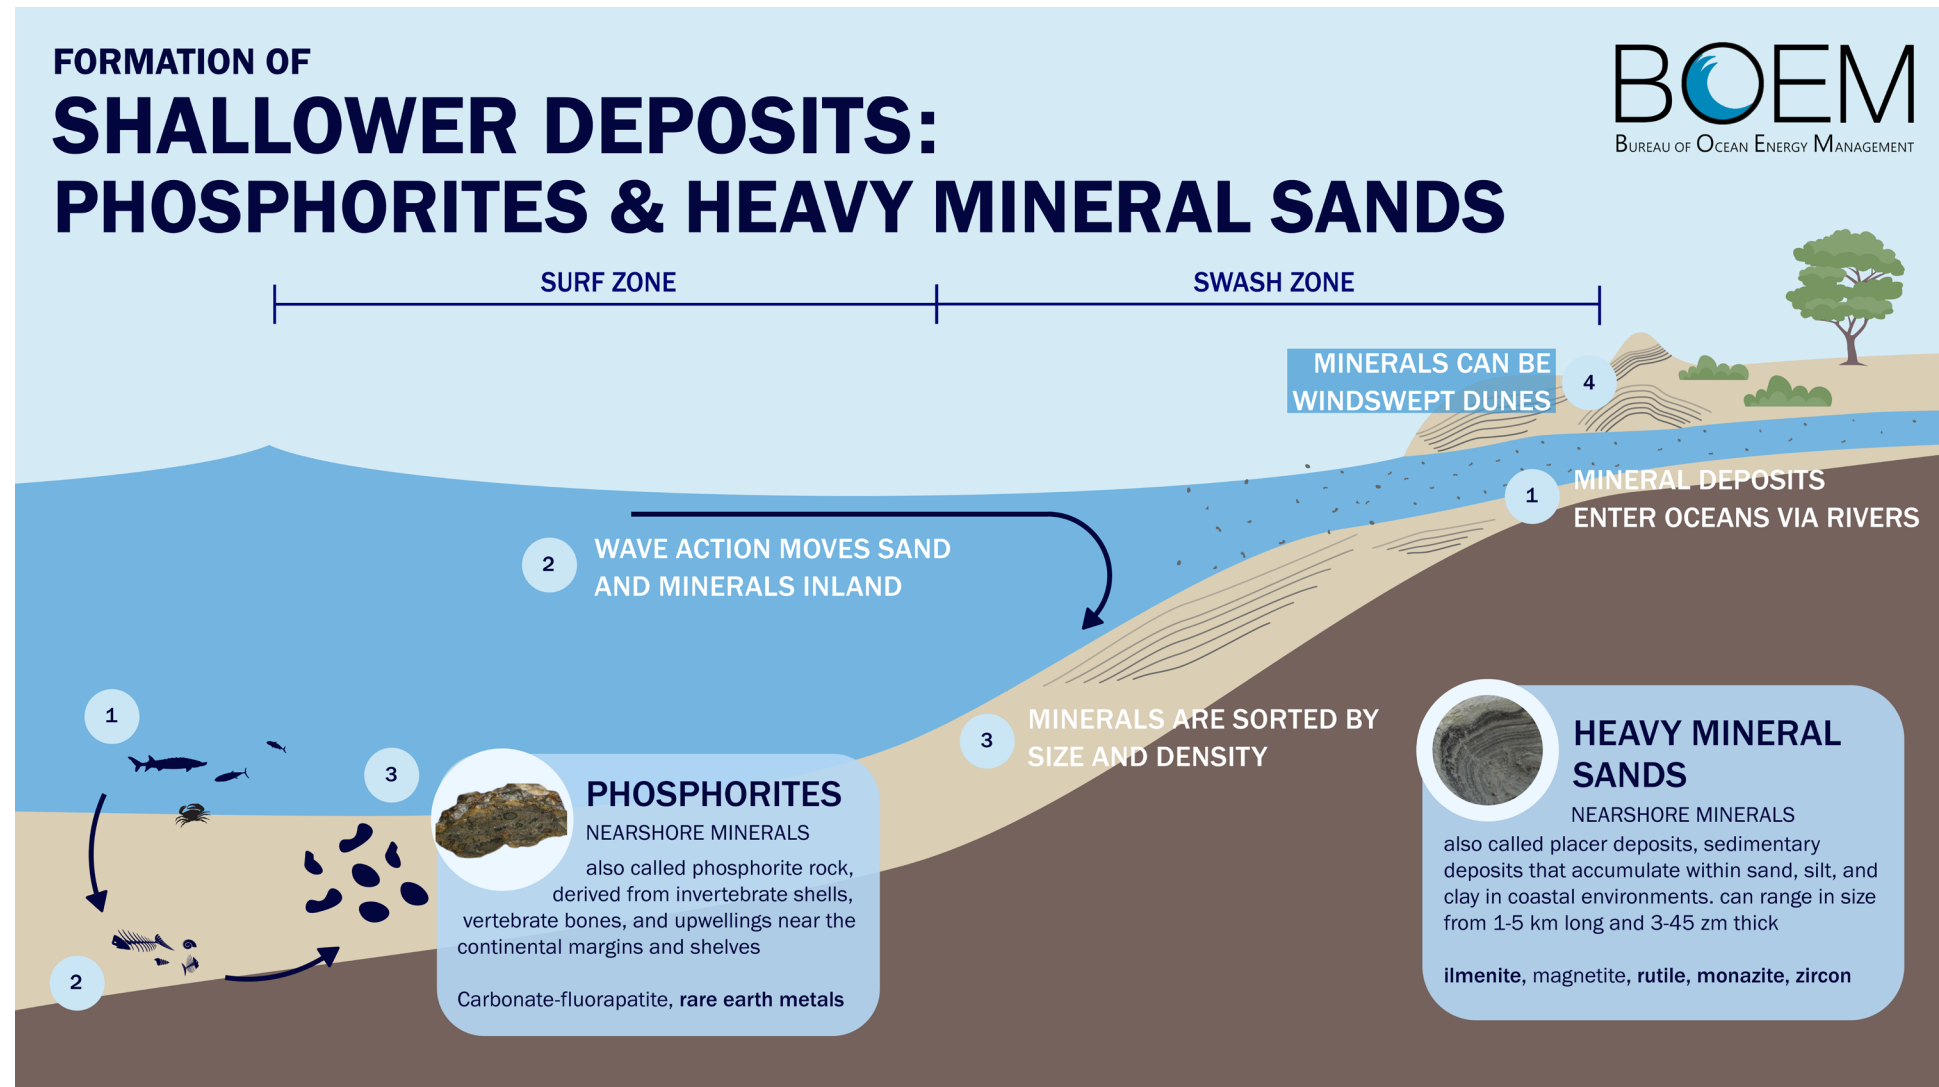 FORMATION OF
SHALLOWER DEPOSITS:
PHOSPHORITES & HEAVY MINERAL SANDS
BOEM
BUREAU OF OCEAN ENERGY MANAGEMENT
SURF ZONE
SWASH ZONE
MINERALS CAN BE
WINDSWEPT DUNES
4
1
MINERAL DEPOSITS
ENTER OCEANS VIA RIVERS
2
WAVE ACTION MOVES SAND
AND MINERALS INLAND
3
MINERALS ARE SORTED BY
SIZE AND DENSITY
1
2
3
PHOSPHORITES
NEARSHORE MINERALS
also called phosphorite rock,
derived from invertebrate shells,
vertebrate bones, and upwellings near the
continental margins and shelves
Carbonate-fluorapatite, rare earth metals
HEAVY MINERAL
SANDS
NEARSHORE MINERALS
also called placer deposits, sedimentary
deposits that accumulate within sand, silt, and
clay in coastal environments. can range in size
from 1-5 km long and 3-45 zm thick
ilmenite, magnetite, rutile, monazite, zircon